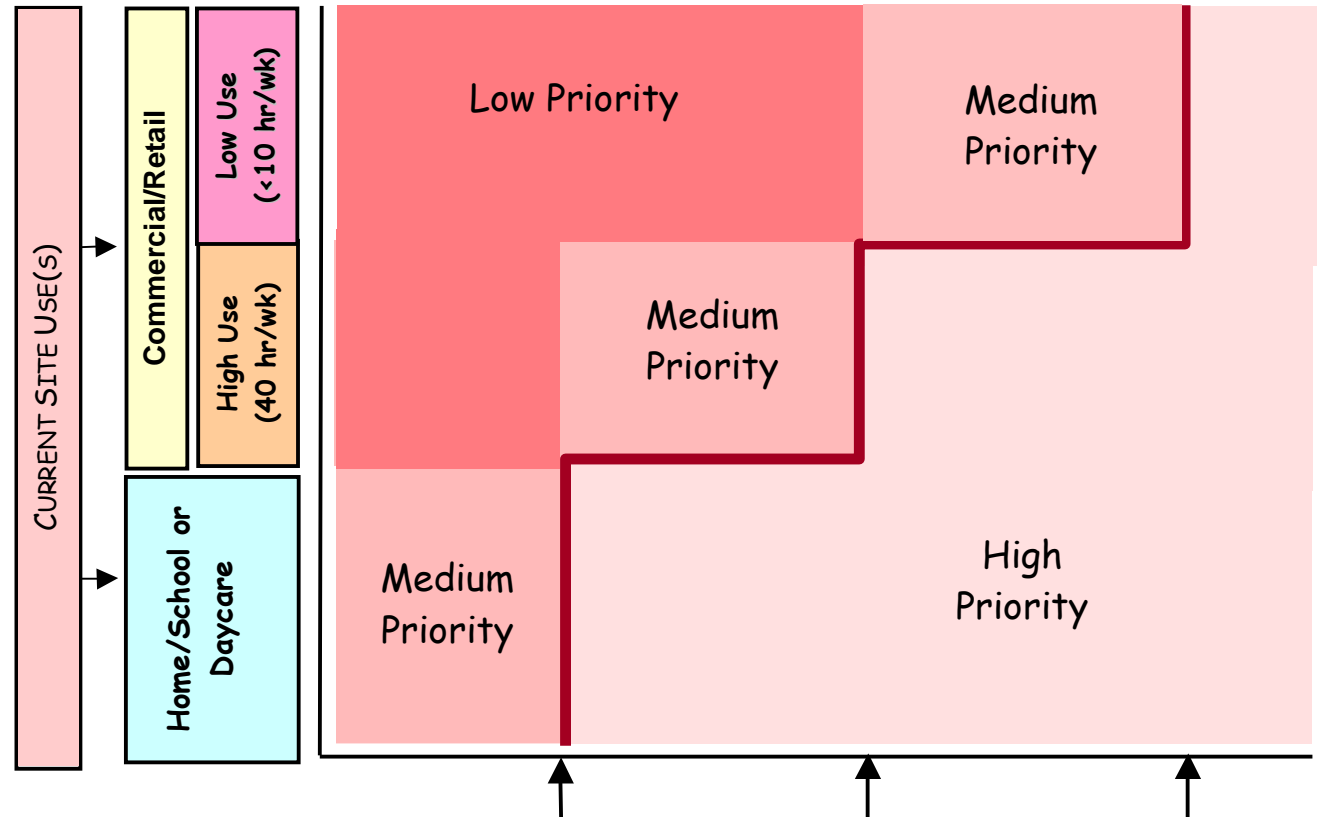 CURRENT SITE USE(S)
Commercial/Retail
Low Use
(<10 hr/wk)
High Use
(40 hr/wk)
Home/School or
Daycare
Low Priority
Medium
Priority
Medium
Priority
Medium
Priority
High
Priority